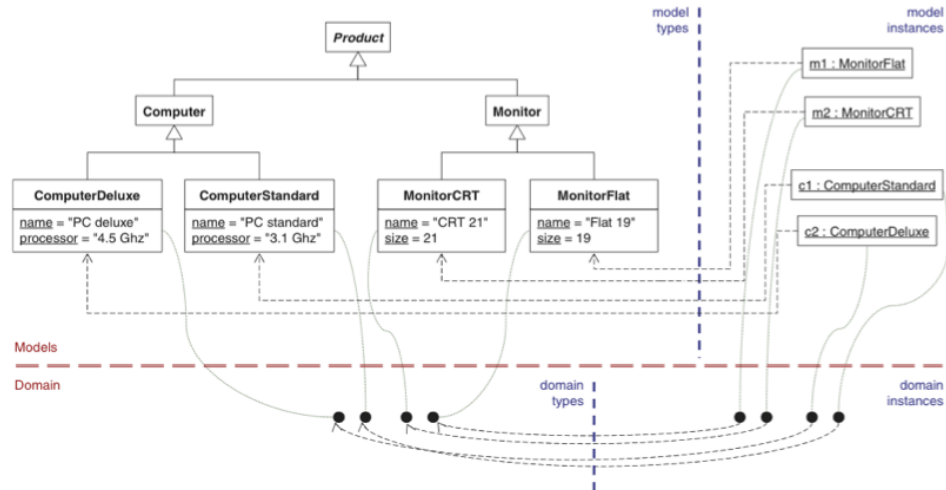 model
types
model
instances
Product
m1 : MonitorFlat
Computer
Monitor
m2 : MonitorCRT
ComputerDeluxe
name = "PC deluxe"
processor = "4.5 Ghz"
ComputerStandard
name = "PC standard"
processor = "3.1 Ghz"
MonitorCRT
name = "CRT 21"
size = 21
MonitorFlat
name = "Flat 19"
size = 19
c1 : ComputerStandard
c2 : ComputerDeluxe
Models
Domain
domain
types
domain
instances